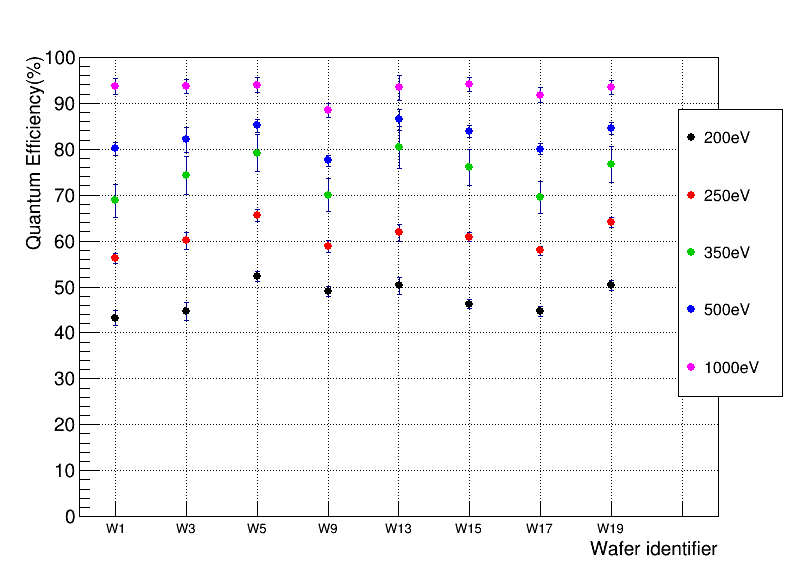 Quantum Efficiency(%)
100
90
80
70
60
50
40
30
20
10
0
W1 W3 W5 W9 W13 W15 W17 W19
Wafer identifier
200eV
250eV
350eV
500eV
1000eV